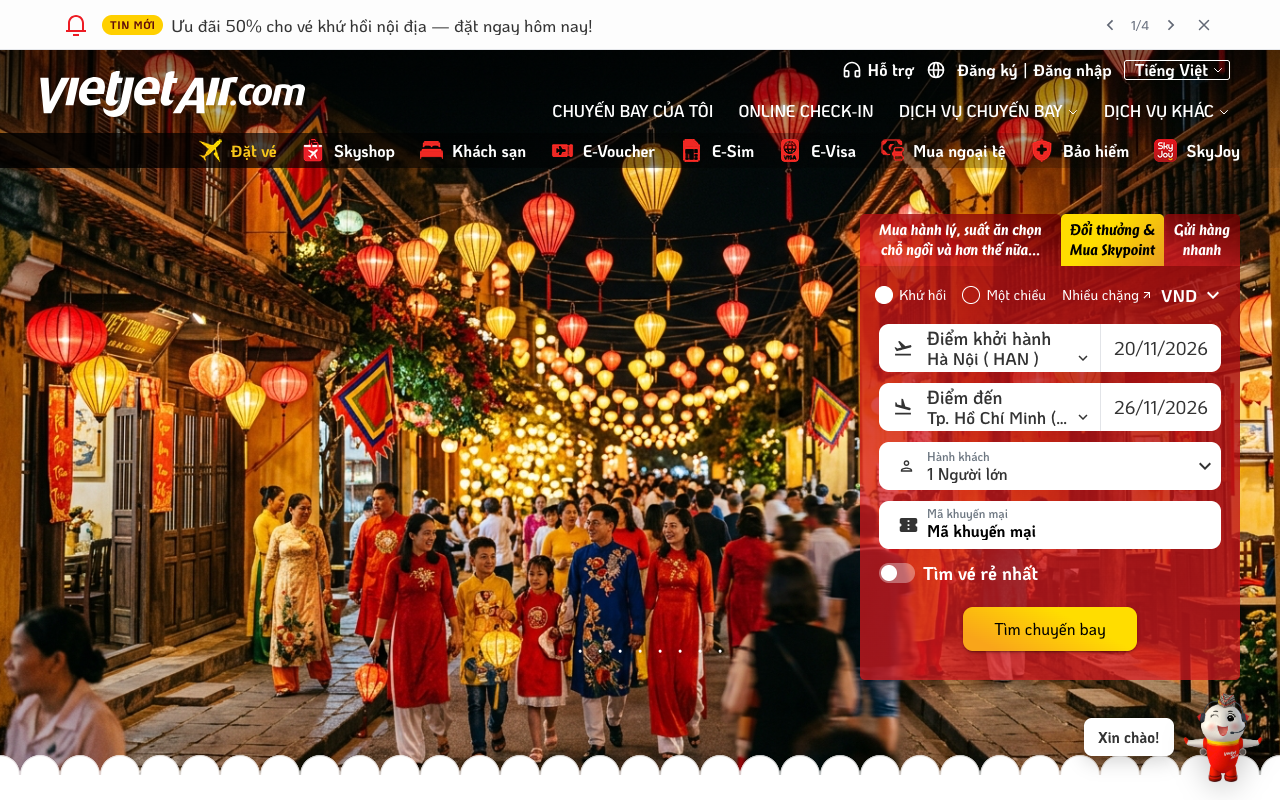 TIN MỚI Ưu đãi 50% cho vé khứ hồi nội địa — đặt ngay hôm nay! 1/4
vietjetAir.com
Hỗ trợ Đăng ký | Đăng nhập Tiếng Việt
CHUYẾN BAY CỦA TÔI ONLINE CHECK-IN DỊCH VỤ CHUYẾN BAY DỊCH VỤ KHÁC
Đặt vé Skyshop Khách sạn E-Voucher E-Sim E-Visa Mua ngoại tệ Bảo hiểm SkyJoy
Mua hành lý, suất ăn chọn
chỗ ngồi và hơn thế nữa...
Đổi thưởng &
Mua Skypoint
Gửi hàng
nhanh
Khứ hồi Một chiều Nhiều chặng VND
Điểm khởi hành
Hà Nội ( HAN )
20/11/2026
Điểm đến
Tp. Hồ Chí Minh (...
26/11/2026
Hành khách
1 Người lớn
Mã khuyến mại
Mã khuyến mại
Tìm vé rẻ nhất
Tìm chuyến bay
Xin chào!